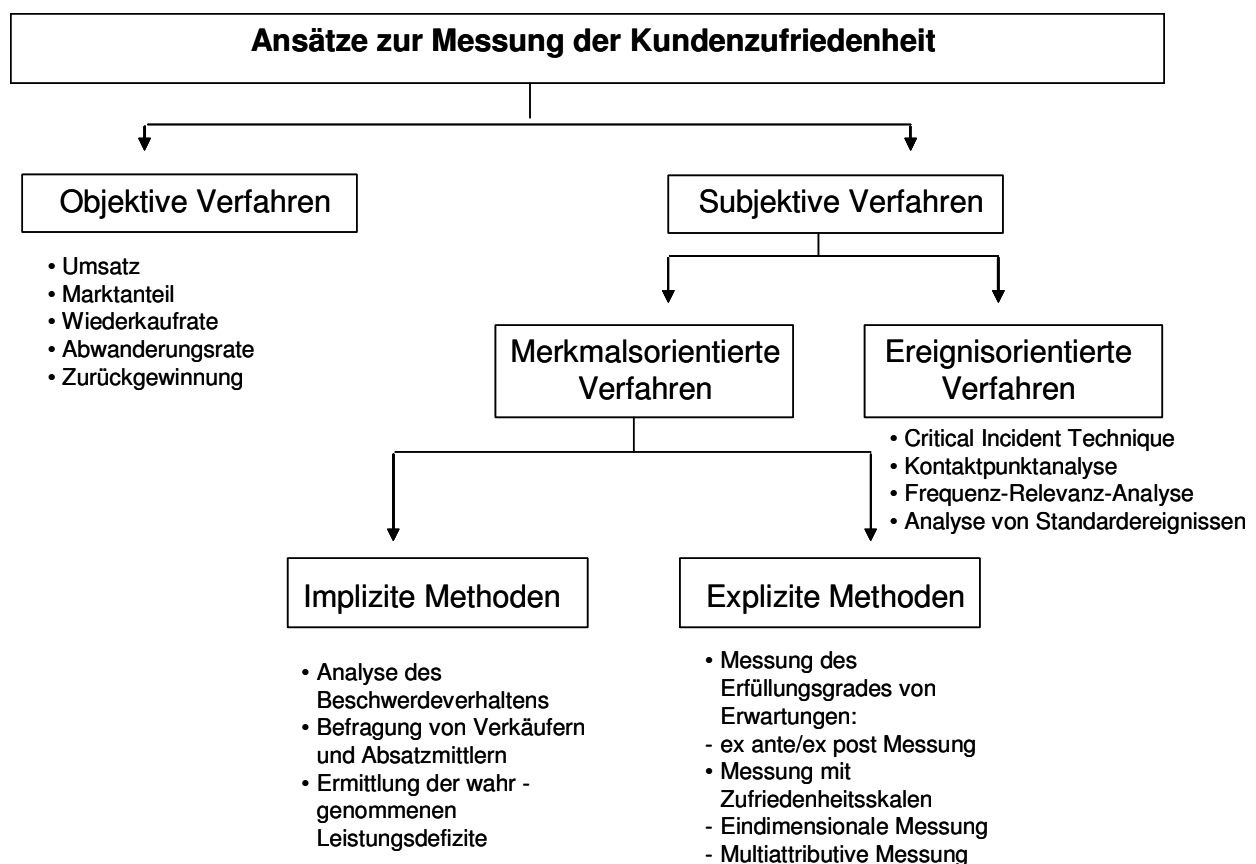 Ansätze zur Messung der Kundenzufriedenheit
Objektive Verfahren
• Umsatz
• Marktanteil
• Wiederkaufrate
• Abwanderungsrate
• Zurückgewinnung
Subjektive Verfahren
Merkmalsorientierte
Verfahren
Ereignisorientierte
Verfahren
• Critical Incident Technique
• Kontaktpunktanalyse
• Frequenz-Relevanz-Analyse
• Analyse von Standardereignissen
Implizite Methoden
• Analyse des
Beschwerdeverhaltens
• Befragung von Verkäufern
und Absatzmittlern
• Ermittlung der wahr -
genommenen
Leistungsdefizite
Explizite Methoden
• Messung des
Erfüllungsgrades von
Erwartungen:
- ex ante/ex post Messung
• Messung mit
Zufriedenheitsskalen
- Eindimensionale Messung
- Multiattributive Messung